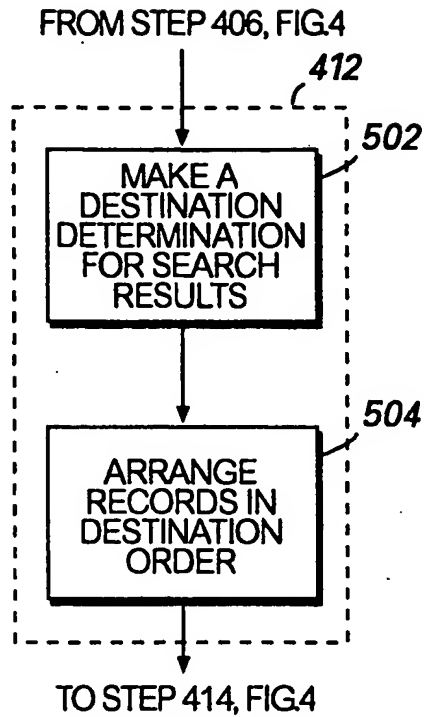 FROM STEP 406, FIG.4
412
502
MAKE A
DESTINATION
DETERMINATION
FOR SEARCH
RESULTS
504
ARRANGE
RECORDS IN
DESTINATION
ORDER
TO STEP 414, FIG.4